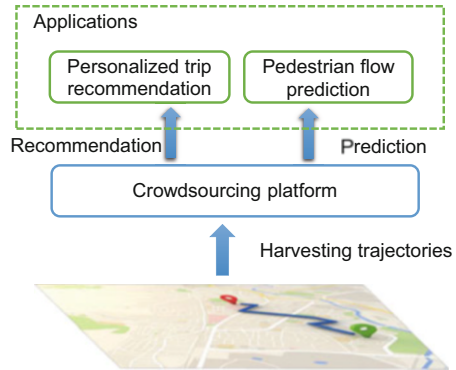 Applications
Personalized trip
recommendation
Pedestrian flow
prediction
Recommendation
Prediction
Crowdsourcing platform
Harvesting trajectories